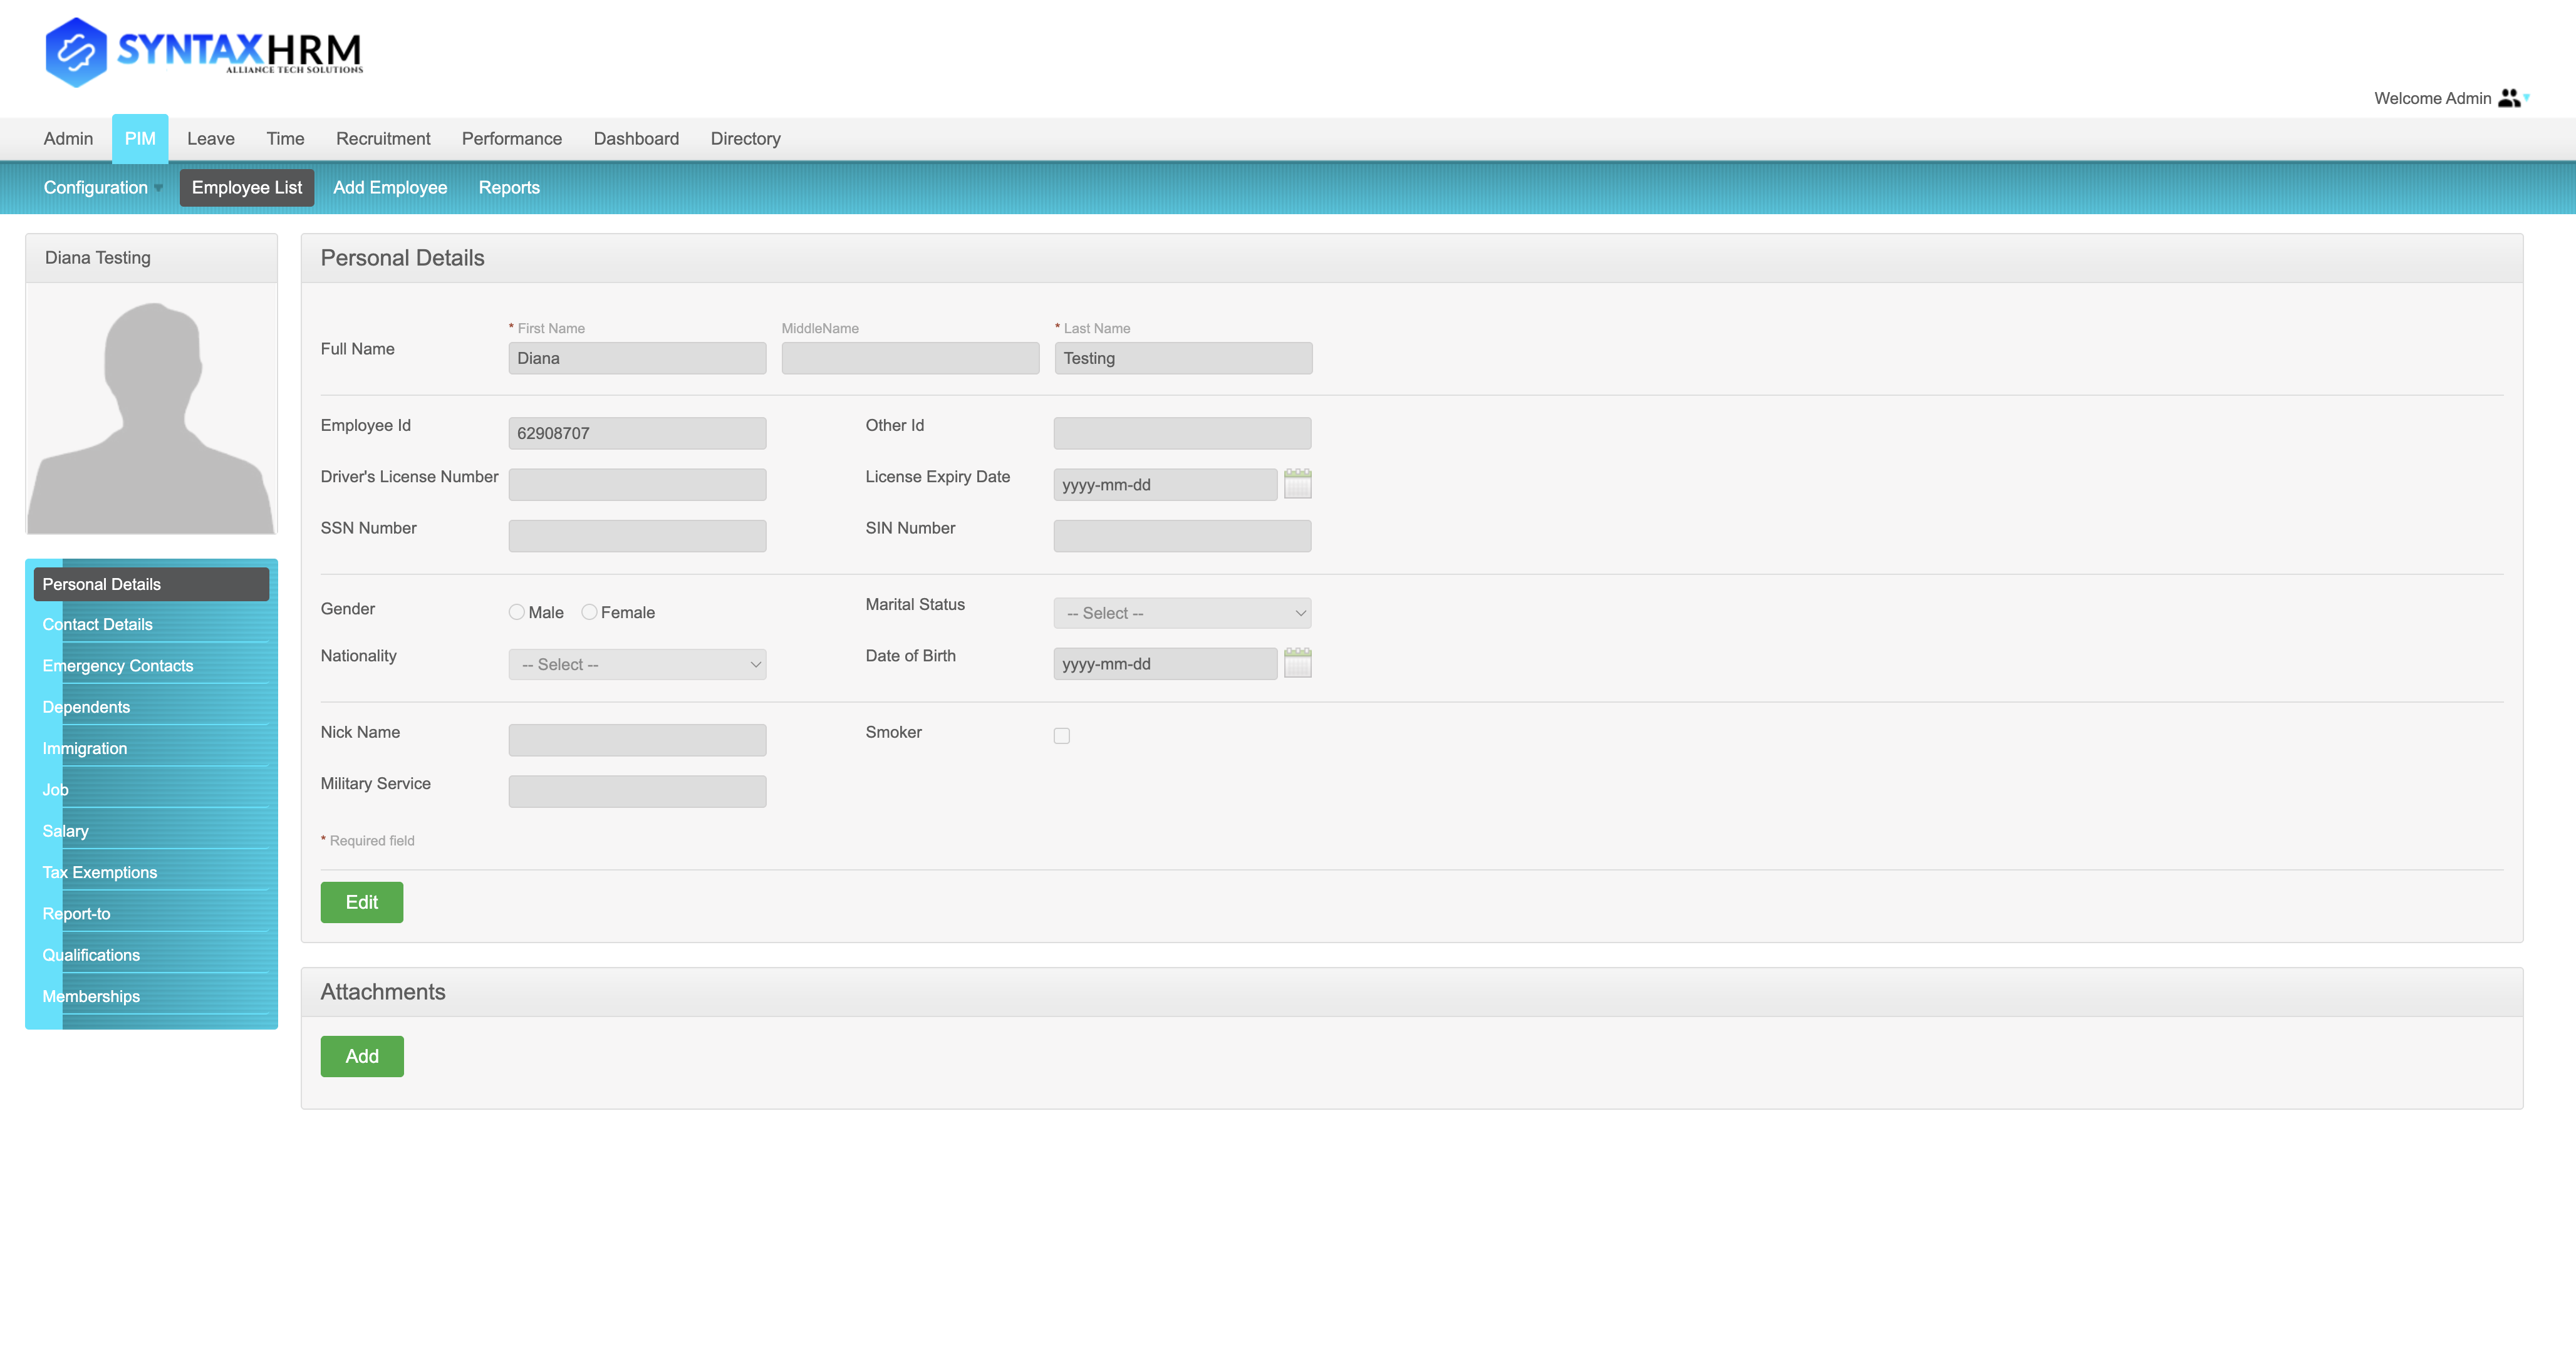 SYNTAXHRM
ALLIANCE TECH SOLUTIONS
Welcome Admin
Admin PIM Leave Time Recruitment Performance Dashboard Directory
Configuration Employee List Add Employee Reports
Diana Testing
Personal Details
Contact Details
Emergency Contacts
Dependents
Immigration
Job
Salary
Tax Exemptions
Report-to
Qualifications
Memberships
Personal Details
* First Name MiddleName * Last Name
Full Name Diana Testing
Employee Id 62908707 Other Id
Driver's License Number License Expiry Date yyyy-mm-dd
SSN Number SIN Number
Gender Male Female Marital Status -- Select --
Nationality -- Select -- Date of Birth yyyy-mm-dd
Nick Name Smoker
Military Service
* Required field
Edit
Attachments
Add